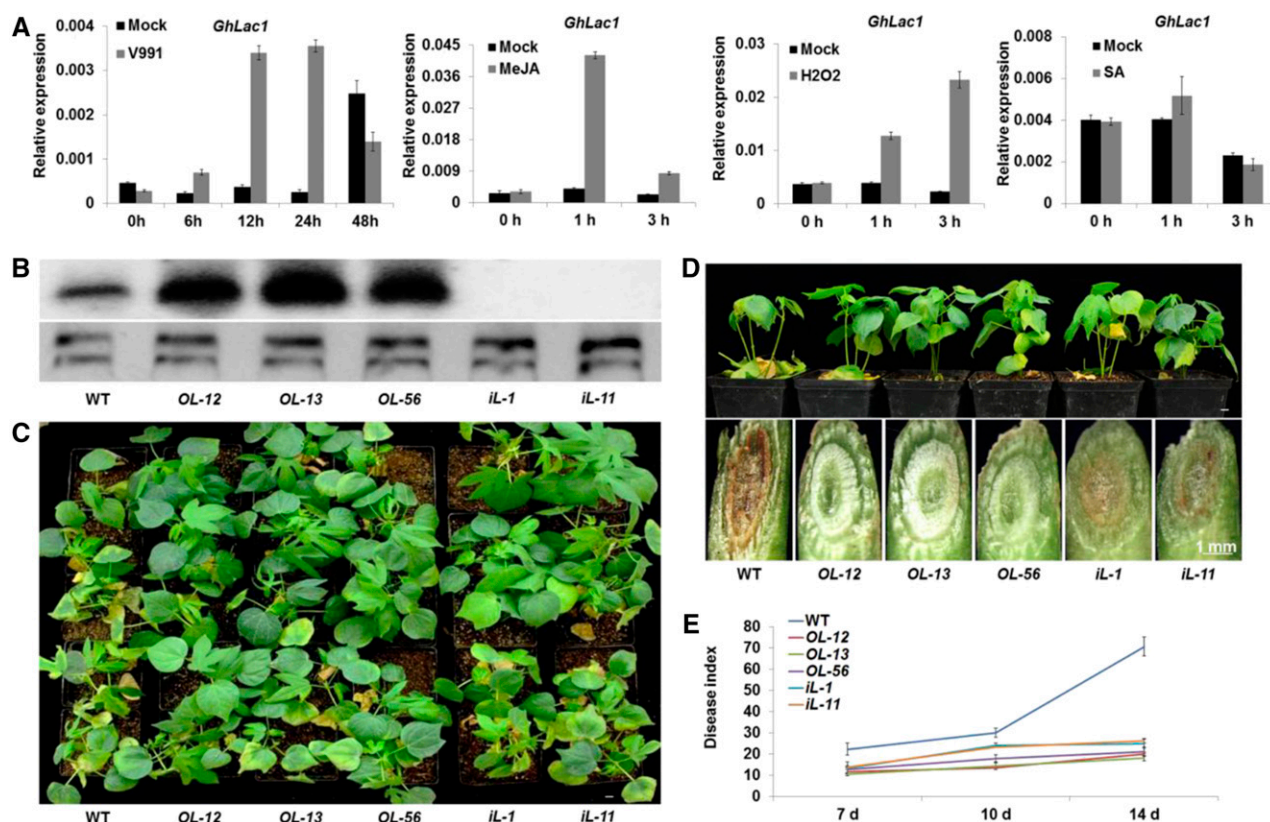 A
GhLac1
Mock
V991
Relative expression
0.004
0.003
0.002
0.001
0
0h 6h 12h 24h 48h
GhLac1
Mock
MeJA
Relative expression
0.045
0.036
0.027
0.018
0.009
0
0 h 1 h 3 h
GhLac1
Mock
H2O2
Relative expression
0.03
0.02
0.01
0
0 h 1 h 3 h
GhLac1
Mock
SA
Relative expression
0.008
0.006
0.004
0.002
0
0 h 1 h 3 h
B
WT OL-12 OL-13 OL-56 iL-1 iL-11
C
WT OL-12 OL-13 OL-56 iL-1 iL-11
D
1 mm
WT OL-12 OL-13 OL-56 iL-1 iL-11
E
WT
OL-12
OL-13
OL-56
iL-1
iL-11
Disease index
80
70
60
50
40
30
20
10
0
7 d 10 d 14 d